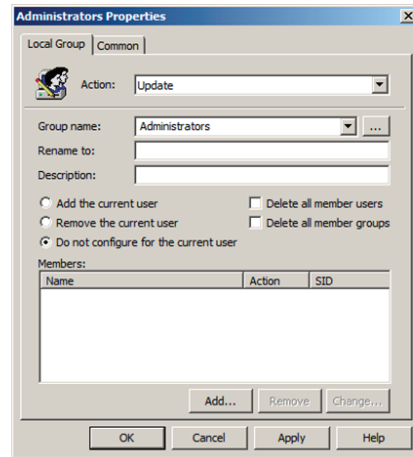 Administrators Properties
Local Group Common
Action: Update
Group name: Administrators ...
Rename to:
Description:
Add the current user Delete all member users
Remove the current user Delete all member groups
Do not configure for the current user
Members:
Name Action SID
Add... Remove Change...
OK Cancel Apply Help